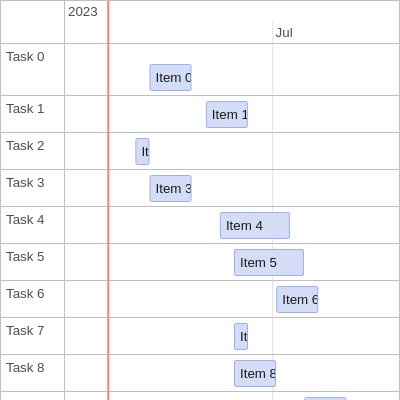 2023
Jul
Task 0
Item 0
Task 1
Item 1
Task 2
It
Task 3
Item 3
Task 4
Item 4
Task 5
Item 5
Task 6
Item 6
Task 7
It
Task 8
Item 8